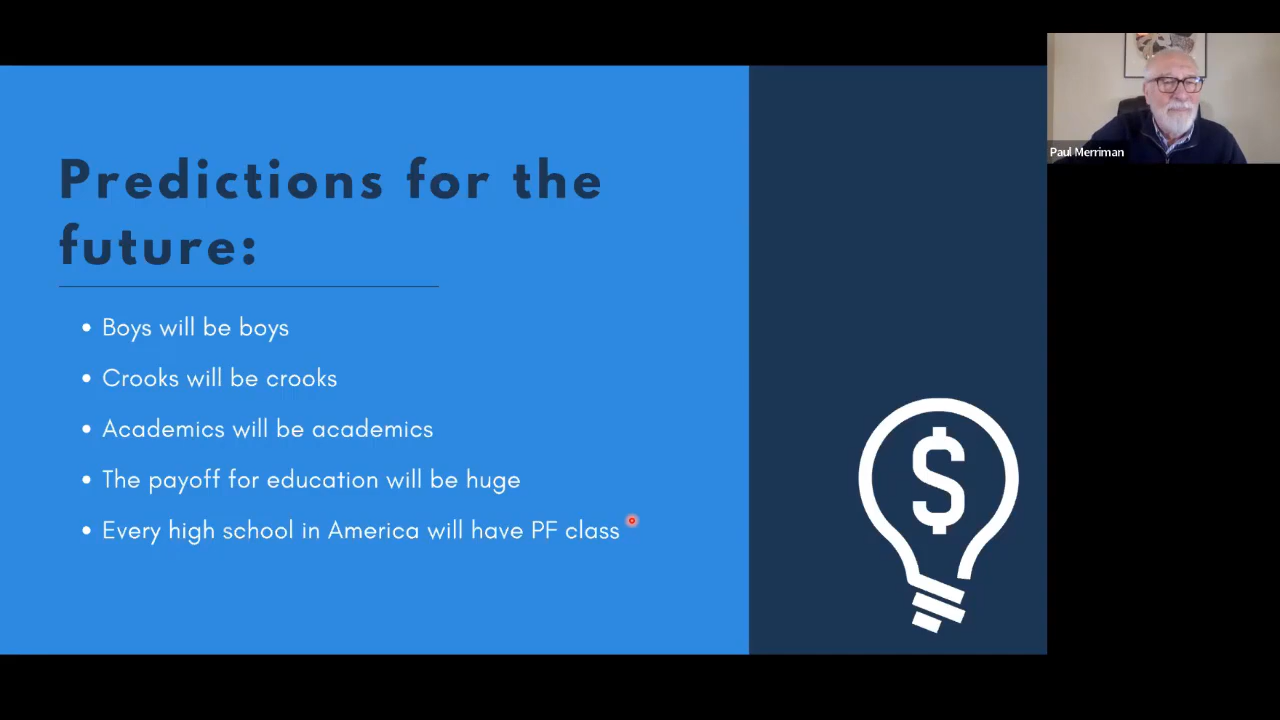 Predictions for the
future:
• Boys will be boys
• Crooks will be crooks
• Academics will be academics
• The payoff for education will be huge
• Every high school in America will have PF class
$
Paul Merriman